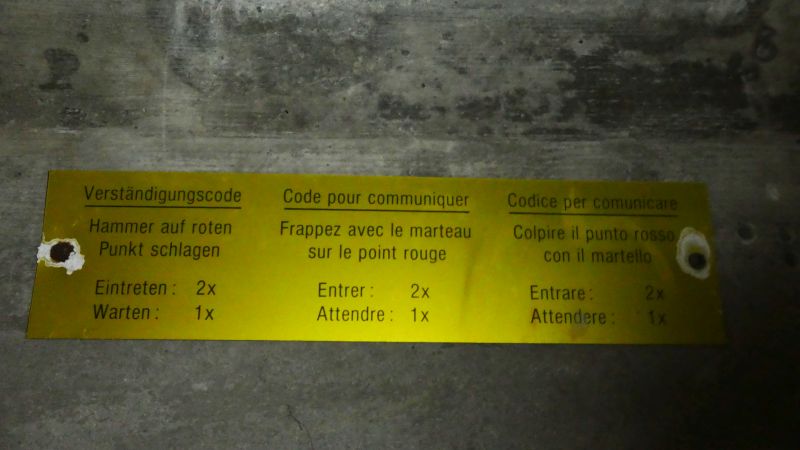 Verständigungscode
Hammer auf roten
Punkt schlagen
Eintreten: 2x
Warten: 1x
Code pour communiquer
Frappez avec le marteau
sur le point rouge
Entrer: 2x
Attendre: 1x
Codice per comunicare
Colpire il punto rosso
con il martello
Entrare: 2x
Attendere: 1x